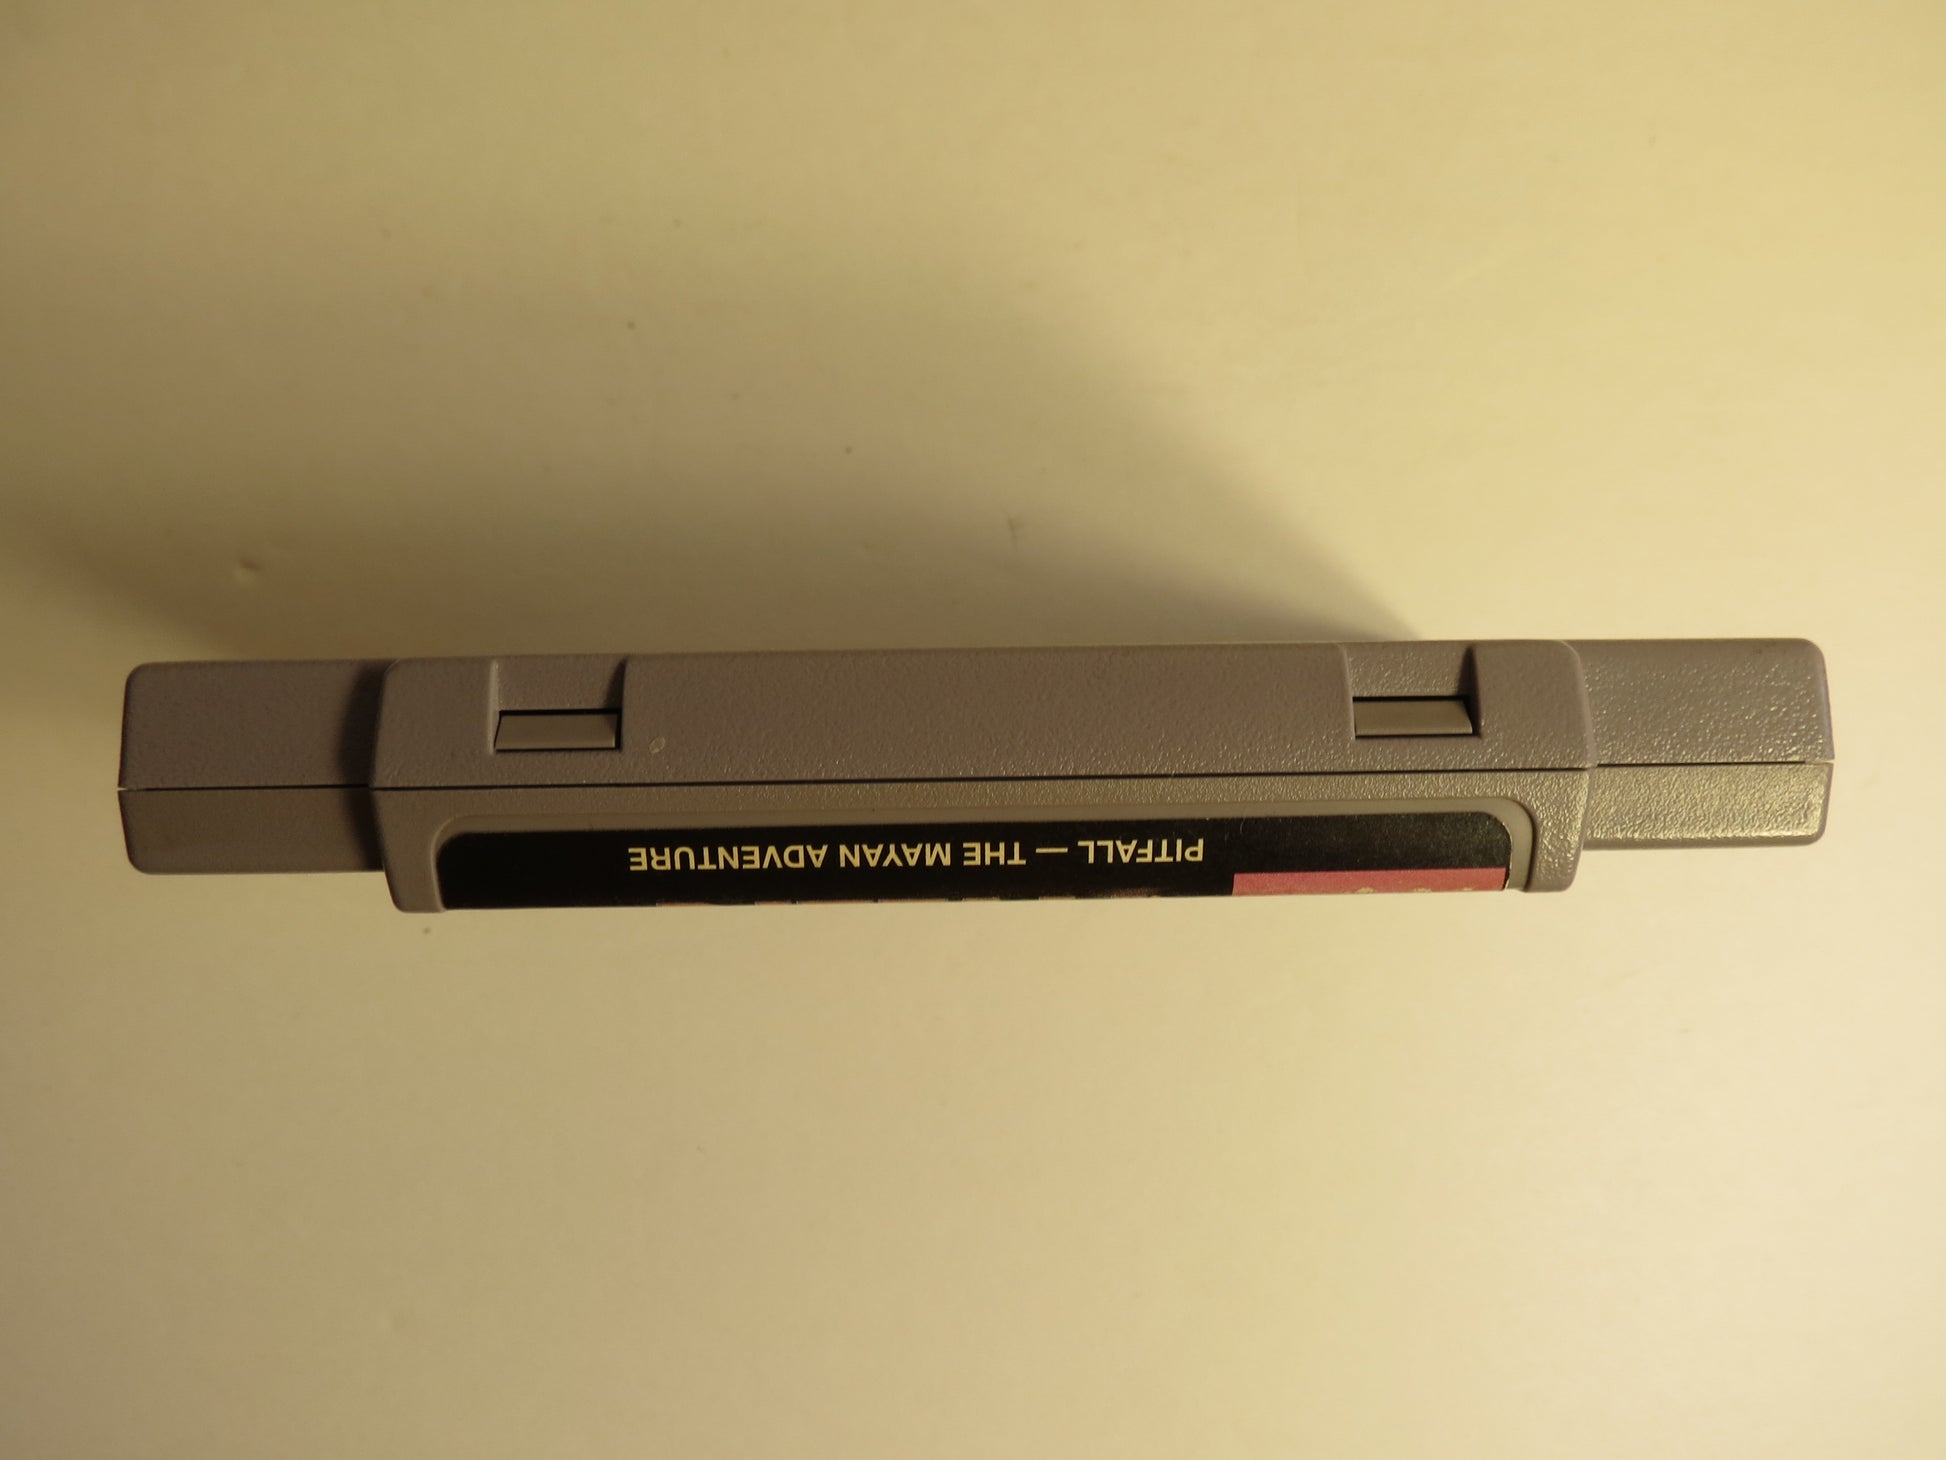 PITFALL — THE MAYAN ADVENTURE